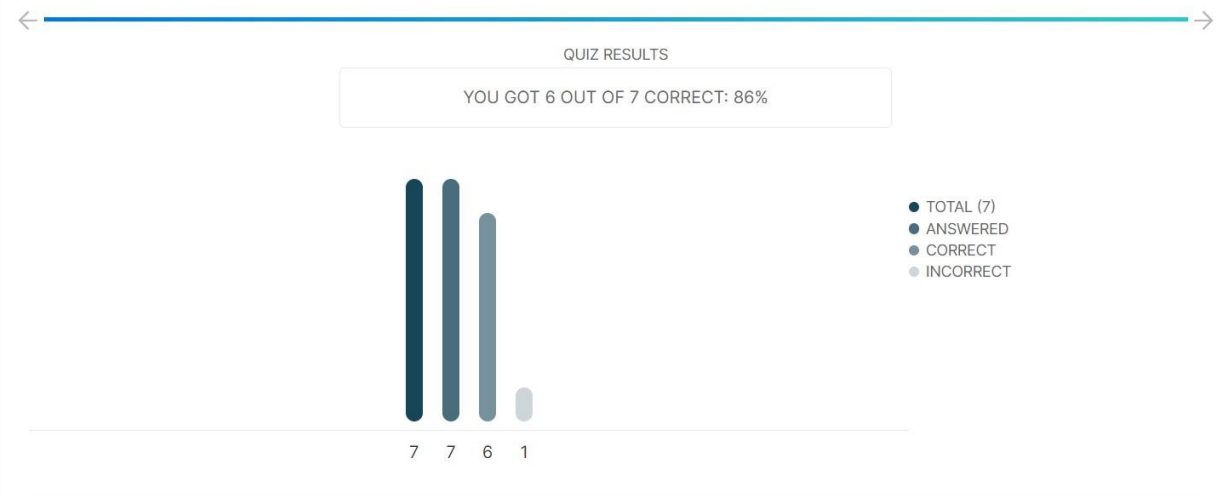 QUIZ RESULTS
YOU GOT 6 OUT OF 7 CORRECT: 86%
TOTAL (7)
ANSWERED
CORRECT
INCORRECT
7 7 6 1